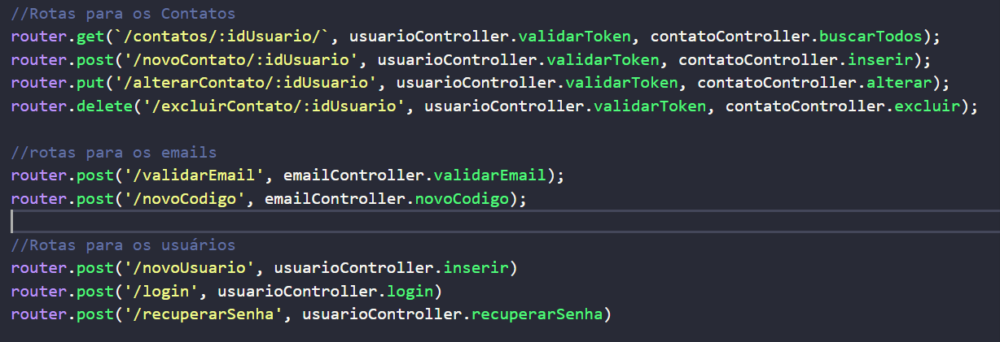 //Rotas para os Contatos
router.get(`/contatos/:idUsuario/`, usuarioController.validarToken, contatoController.buscarTodos);
router.post('/novoContato/:idUsuario', usuarioController.validarToken, contatoController.inserir);
router.put('/alterarContato/:idUsuario', usuarioController.validarToken, contatoController.alterar);
router.delete('/excluirContato/:idUsuario', usuarioController.validarToken, contatoController.excluir);
//rotas para os emails
router.post('/validarEmail', emailController.validarEmail);
router.post('/novoCodigo', emailController.novoCodigo);
//Rotas para os usuários
router.post('/novoUsuario', usuarioController.inserir)
router.post('/login', usuarioController.login)
router.post('/recuperarSenha', usuarioController.recuperarSenha)